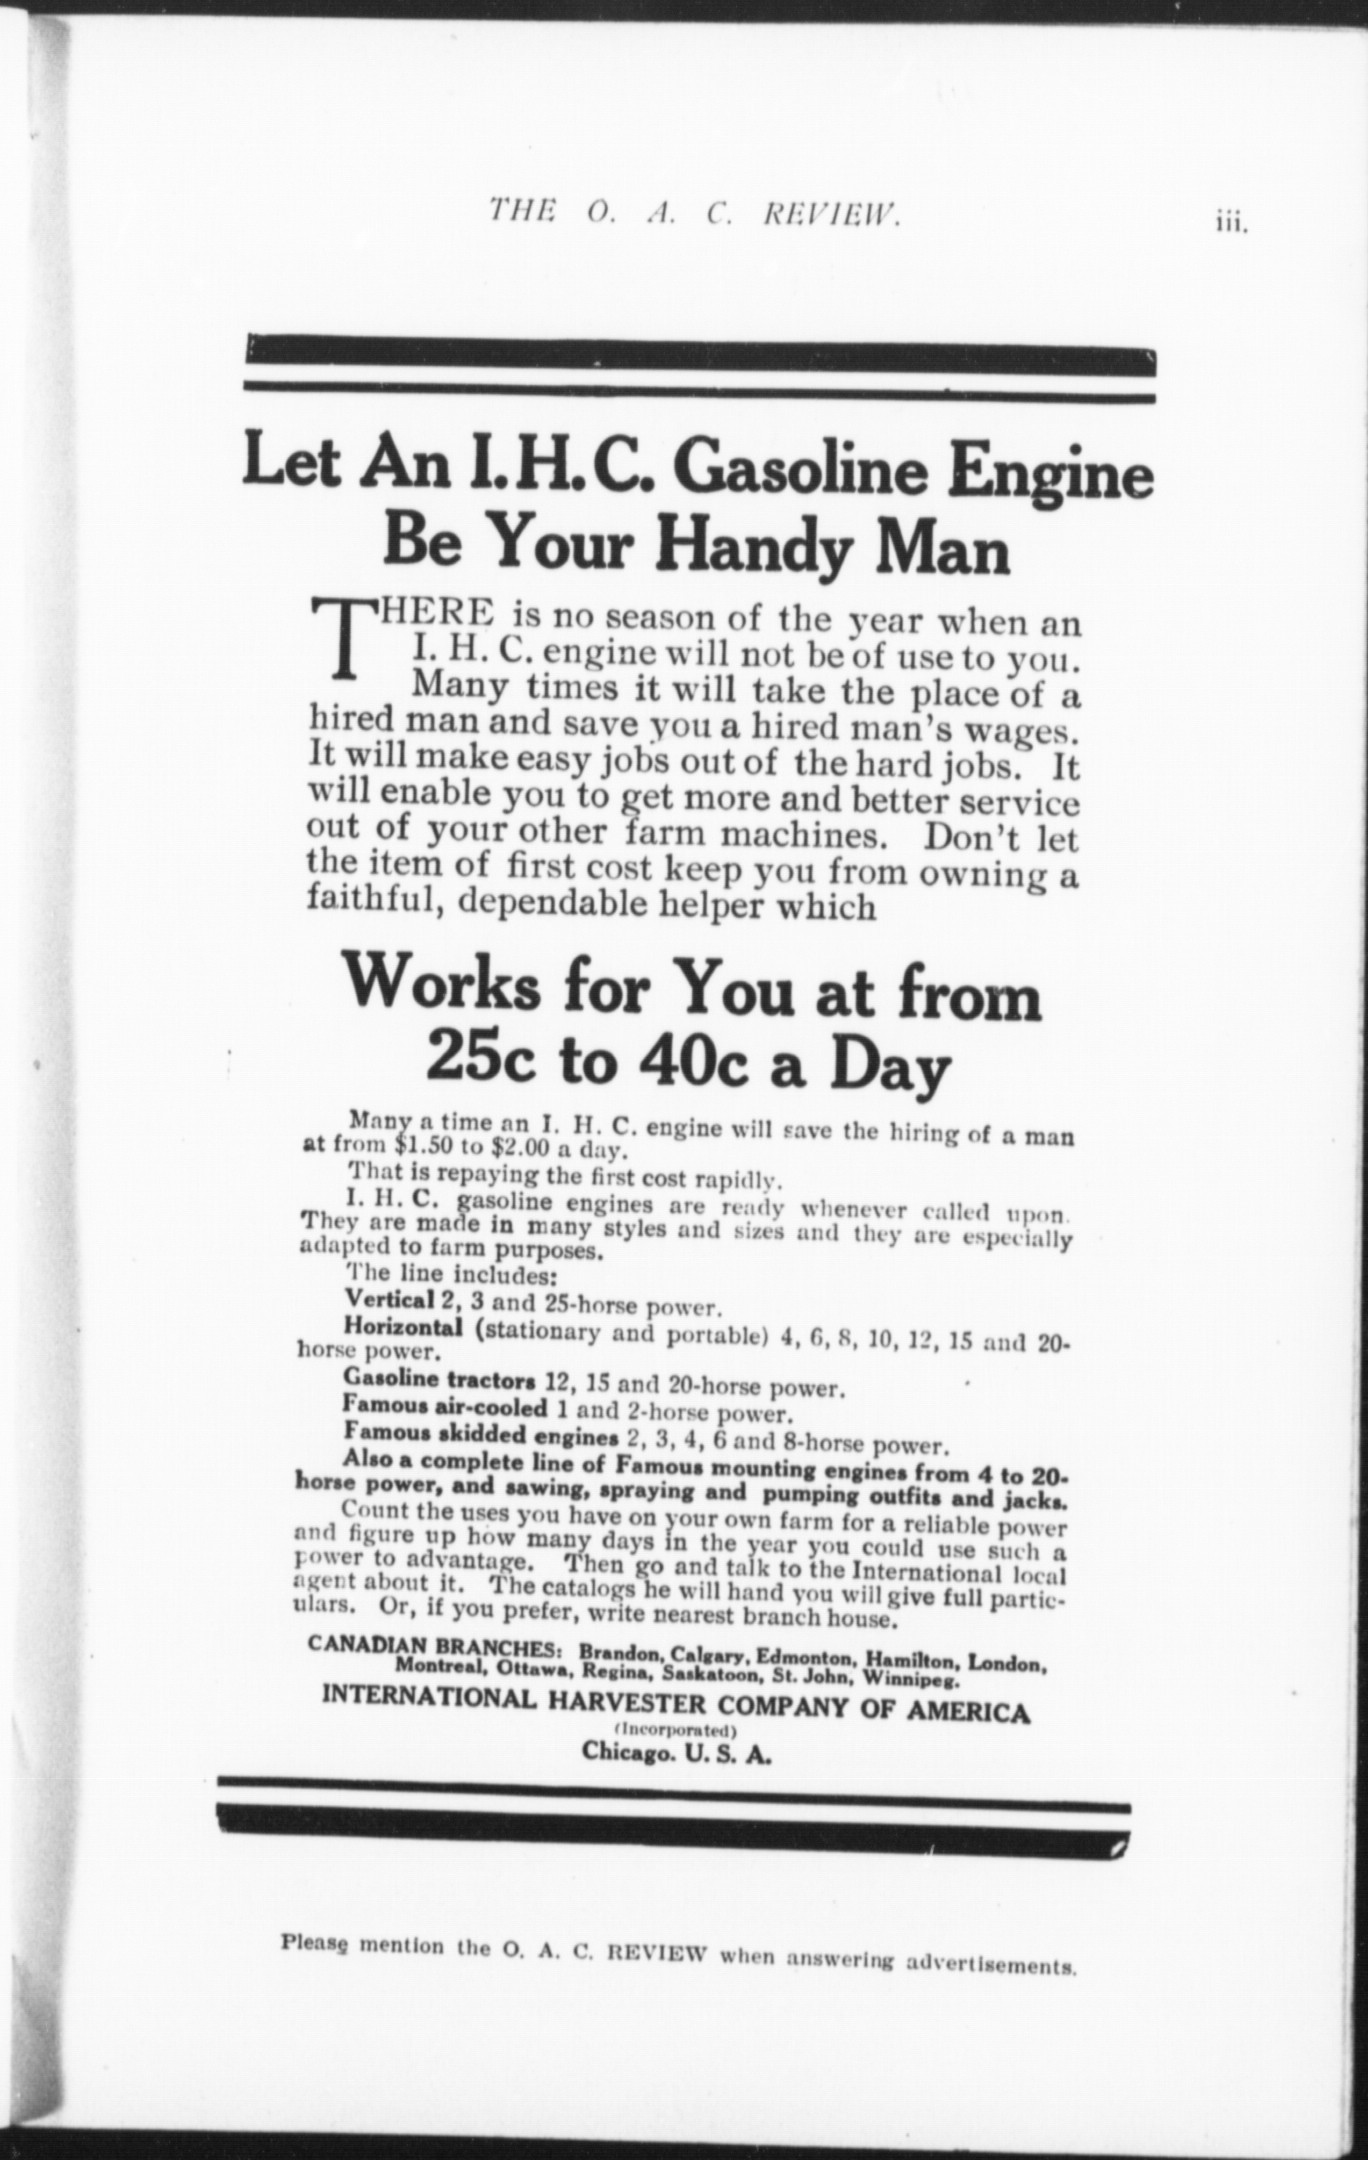 THE O. A. C. REVIEW.
iii.
Let An I.H.C. Gasoline Engine
Be Your Handy Man
THERE is no season of the year when an
I. H. C. engine will not be of use to you.
Many times it will take the place of a
hired man and save you a hired man's wages.
It will make easy jobs out of the hard jobs. It
will enable you to get more and better service
out of your other farm machines. Don't let
the item of first cost keep you from owning a
faithful, dependable helper which
Works for You at from
25c to 40c a Day
Many a time an I. H. C. engine will save the hiring of a man
at from $1.50 to $2.00 a day.
That is repaying the first cost rapidly.
I. H. C. gasoline engines are ready whenever called upon.
They are made in many styles and sizes and they are especially
adapted to farm purposes.
The line includes:
Vertical 2, 3 and 25-horse power.
Horizontal (stationary and portable) 4, 6, 8, 10, 12, 15 and 20-
horse power.
Gasoline tractors 12, 15 and 20-horse power.
Famous air-cooled 1 and 2-horse power.
Famous skidded engines 2, 3, 4, 6 and 8-horse power.
Also a complete line of Famous mounting engines from 4 to 20-
horse power, and sawing, spraying and pumping outfits and jacks.
Count the uses you have on your own farm for a reliable power
and figure up how many days in the year you could use such a
power to advantage. Then go and talk to the International local
agent about it. The catalogs he will hand you will give full partic-
ulars. Or, if you prefer, write nearest branch house.
CANADIAN BRANCHES: Brandon, Calgary, Edmonton, Hamilton, London,
Montreal, Ottawa, Regina, Saskatoon, St. John, Winnipeg.
INTERNATIONAL HARVESTER COMPANY OF AMERICA
(Incorporated)
Chicago. U. S. A.
Please mention the O. A. C. REVIEW when answering advertisements.